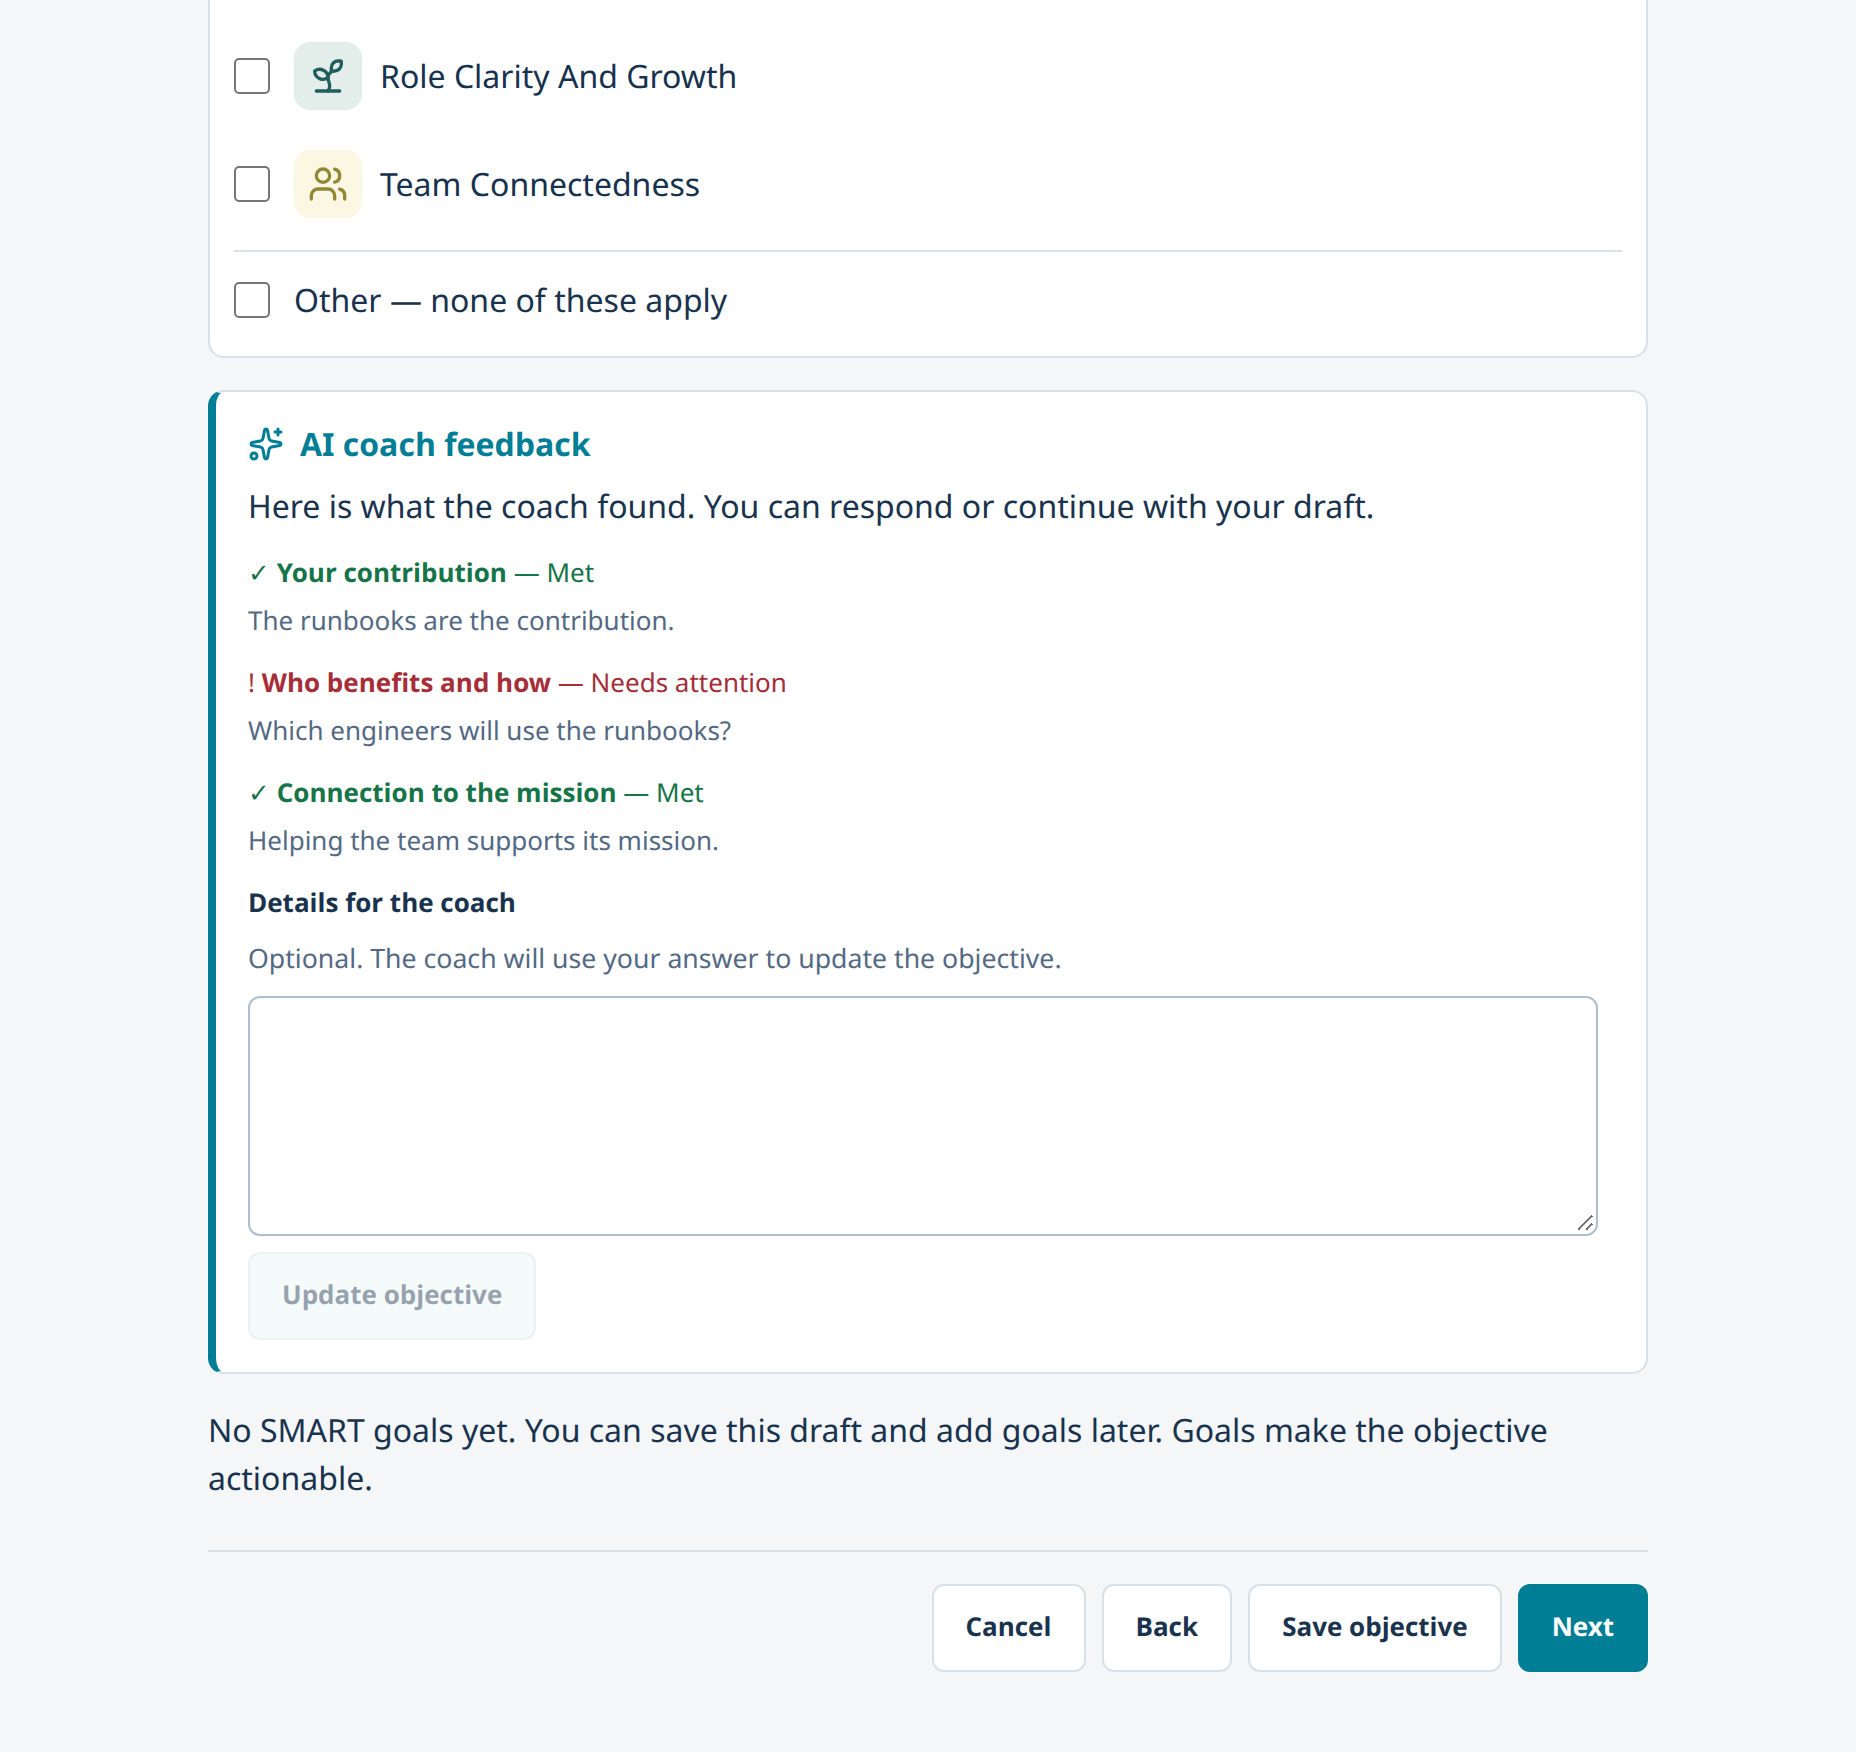 Role Clarity And Growth
Team Connectedness
Other — none of these apply
AI coach feedback
Here is what the coach found. You can respond or continue with your draft.
✓ Your contribution — Met
The runbooks are the contribution.
! Who benefits and how — Needs attention
Which engineers will use the runbooks?
✓ Connection to the mission — Met
Helping the team supports its mission.
Details for the coach
Optional. The coach will use your answer to update the objective.
Update objective
No SMART goals yet. You can save this draft and add goals later. Goals make the objective
actionable.
Cancel Back Save objective Next